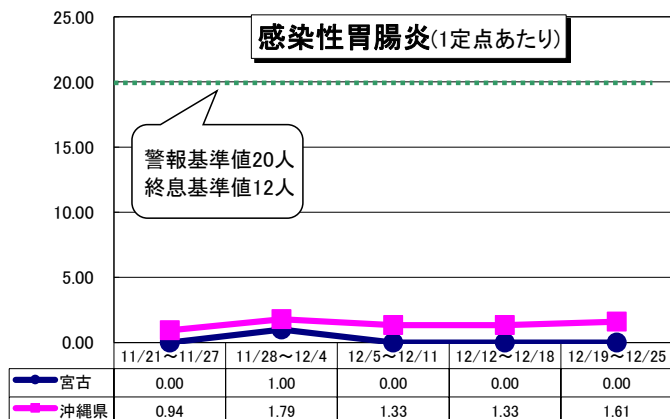 感染性胃腸炎(1定点あたり)
25.00
20.00
15.00
10.00
5.00
0.00
警報基準値20人
終息基準値12人
11/21～11/27 11/28～12/4 12/5～12/11 12/12～12/18 12/19～12/25
宮古 0.00 1.00 0.00 0.00 0.00
沖縄県 0.94 1.79 1.33 1.33 1.61